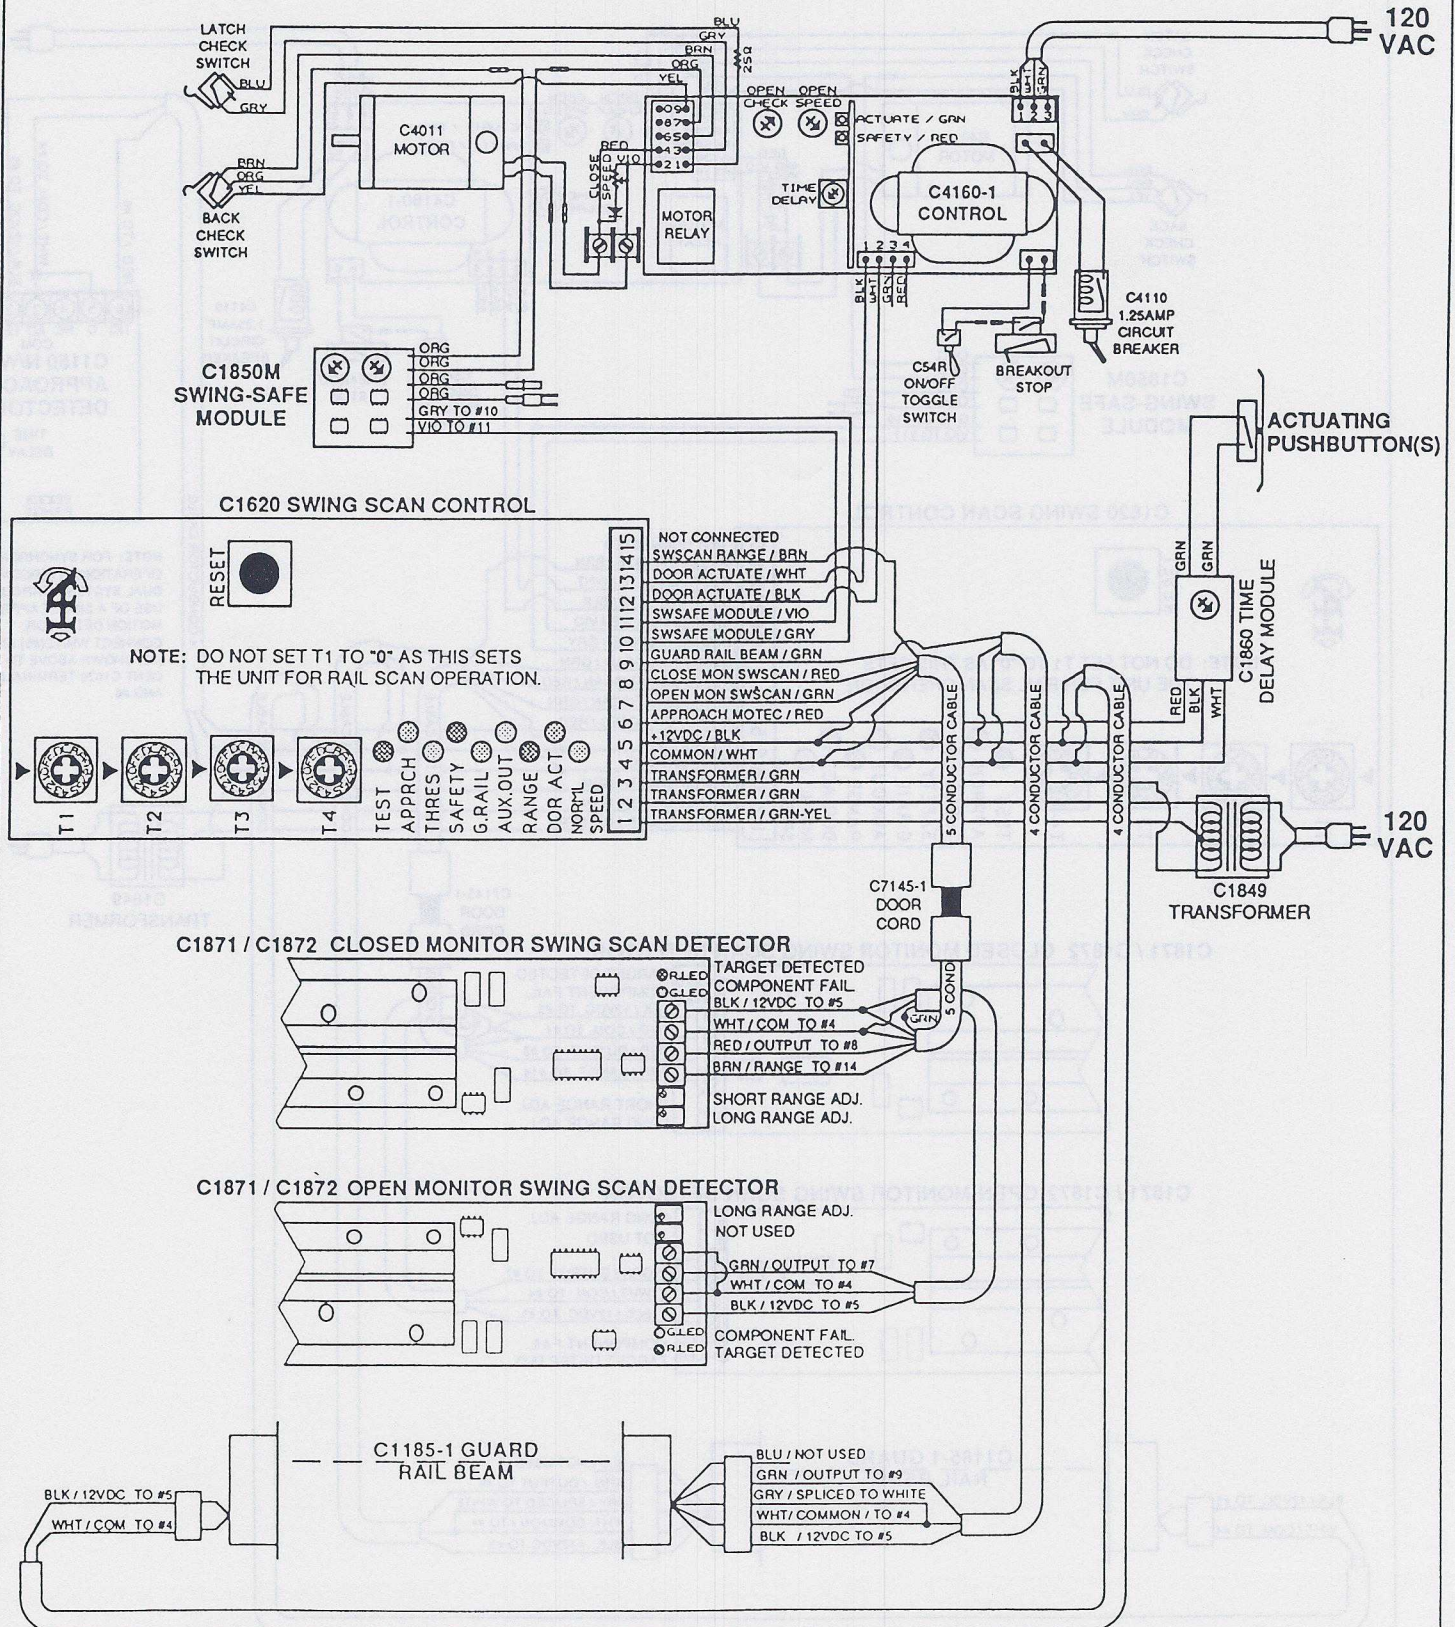 120
VAC
LATCH
CHECK
SWITCH
BLU
GRY
BLU
GRY
BRN
ORG
YEL
25Ω
BRN
ORG
YEL
BACK
CHECK
SWITCH
C4011
MOTOR
RED
VIO
CLOSE
SPEED
09
87
65
43
21
MOTOR
RELAY
OPEN
CHECK
OPEN
SPEED
ACTUATE / GRN
SAFETY / RED
TIME
DELAY
C4160-1
CONTROL
BLK
WHT
GRN
1 2 3
1 2 3 4
BLK
WHT
GRN
RED
C4110
1.25AMP
CIRCUIT
BREAKER
C54R
ON/OFF
TOGGLE
SWITCH
BREAKOUT
STOP
C1850M
SWING-SAFE
MODULE
ORG
ORG
ORG
ORG
GRY TO #10
VIO TO #11
ACTUATING
PUSHBUTTON(S)
GRN
GRN
C1860 TIME
DELAY MODULE
RED
BLK
WHT
C1620 SWING SCAN CONTROL
HA
RESET
NOTE: DO NOT SET T1 TO "0" AS THIS SETS
THE UNIT FOR RAIL SCAN OPERATION.
T1
T2
T3
T4
TEST
APPRCH
THRES
SAFETY
G.RAIL
AUX.OUT
RANGE
DOR ACT
NORML
SPEED
1 2 3 4 5 6 7 8 9 10 11 12 13 14 15
NOT CONNECTED
SWSCAN RANGE / BRN
DOOR ACTUATE / WHT
DOOR ACTUATE / BLK
SWSAFE MODULE / VIO
SWSAFE MODULE / GRY
GUARD RAIL BEAM / GRN
CLOSE MON SWSCAN / RED
OPEN MON SWSCAN / GRN
APPROACH MOTEC / RED
+12VDC / BLK
COMMON / WHT
TRANSFORMER / GRN
TRANSFORMER / GRN
TRANSFORMER / GRN-YEL
5 CONDUCTOR CABLE
4 CONDUCTOR CABLE
4 CONDUCTOR CABLE
120
VAC
C1849
TRANSFORMER
C7145-1
DOOR
CORD
5 COND
GRN
C1871 / C1872 CLOSED MONITOR SWING SCAN DETECTOR
R.LED
G.LED
TARGET DETECTED
COMPONENT FAIL.
BLK / 12VDC TO #5
WHT / COM TO #4
RED / OUTPUT TO #8
BRN / RANGE TO #14
SHORT RANGE ADJ.
LONG RANGE ADJ.
C1871 / C1872 OPEN MONITOR SWING SCAN DETECTOR
LONG RANGE ADJ.
NOT USED
GRN / OUTPUT TO #7
WHT / COM TO #4
BLK / 12VDC TO #5
G.LED
R.LED
COMPONENT FAIL.
TARGET DETECTED
C1185-1 GUARD
RAIL BEAM
BLK / 12VDC TO #5
WHT / COM TO #4
BLU / NOT USED
GRN / OUTPUT TO #9
GRY / SPLICED TO WHITE
WHT / COMMON / TO #4
BLK / 12VDC TO #5